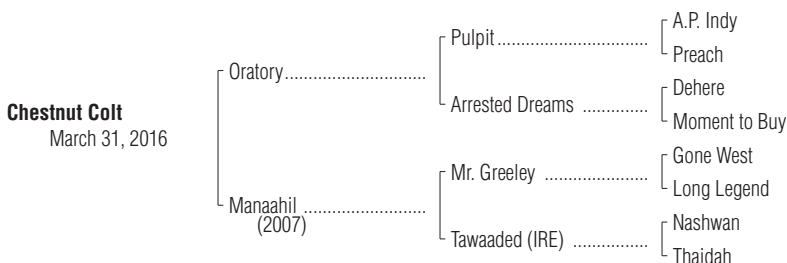 A.P. Indy
Pulpit
Preach
Oratory
Dehere
Arrested Dreams
Moment to Buy
Chestnut Colt
March 31, 2016
Gone West
Mr. Greeley
Long Legend
Manaahil
(2007)
Nashwan
Tawaaded (IRE)
Thaidah